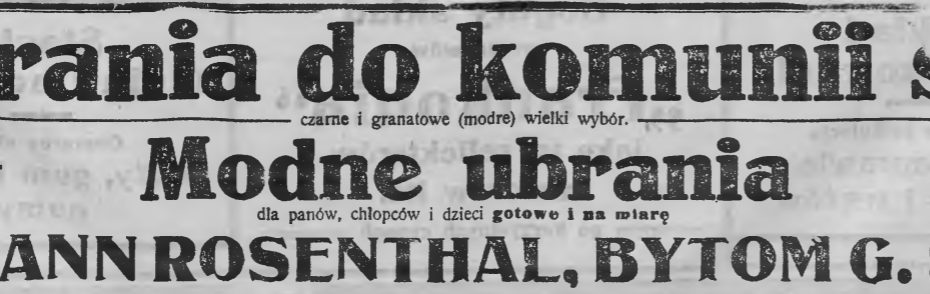 rania do komunii
czarne i granatowe (modre) wielki wybór.
Modne ubrania
dla panów, chłopców i dzieci gotowe i na miarę
ANN ROSENTHAL, BYTOM G.